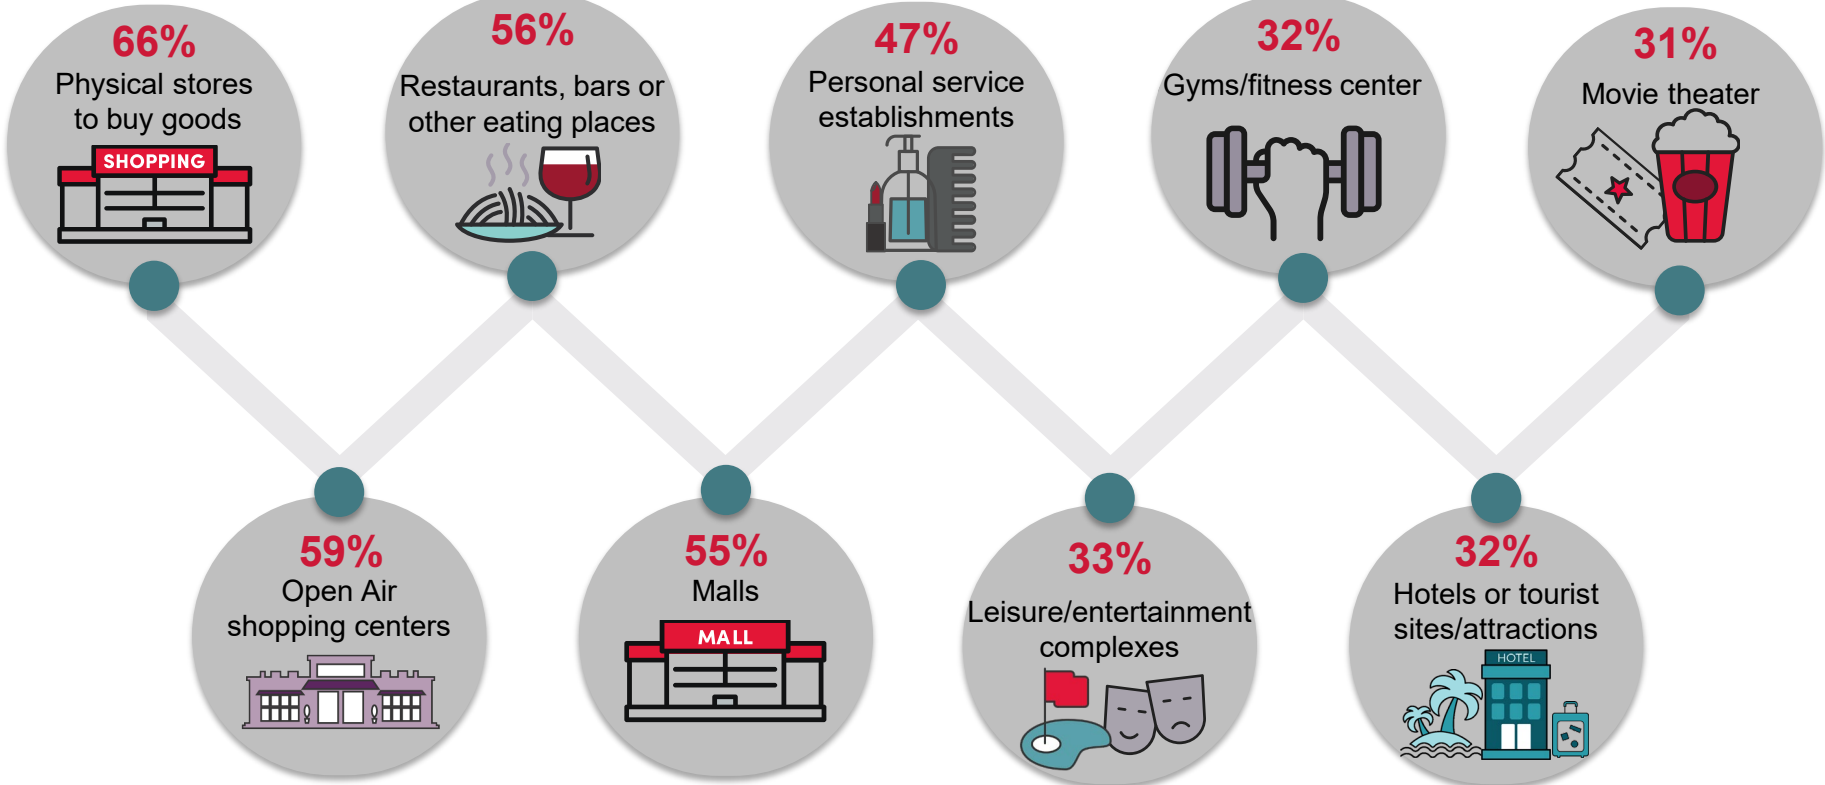 66%
Physical stores
to buy goods
SHOPPING
56%
Restaurants, bars or
other eating places
47%
Personal service
establishments
32%
Gyms/fitness center
31%
Movie theater
59%
Open Air
shopping centers
55%
Malls
MALL
33%
Leisure/entertainment
complexes
32%
Hotels or tourist
sites/attractions
HOTEL